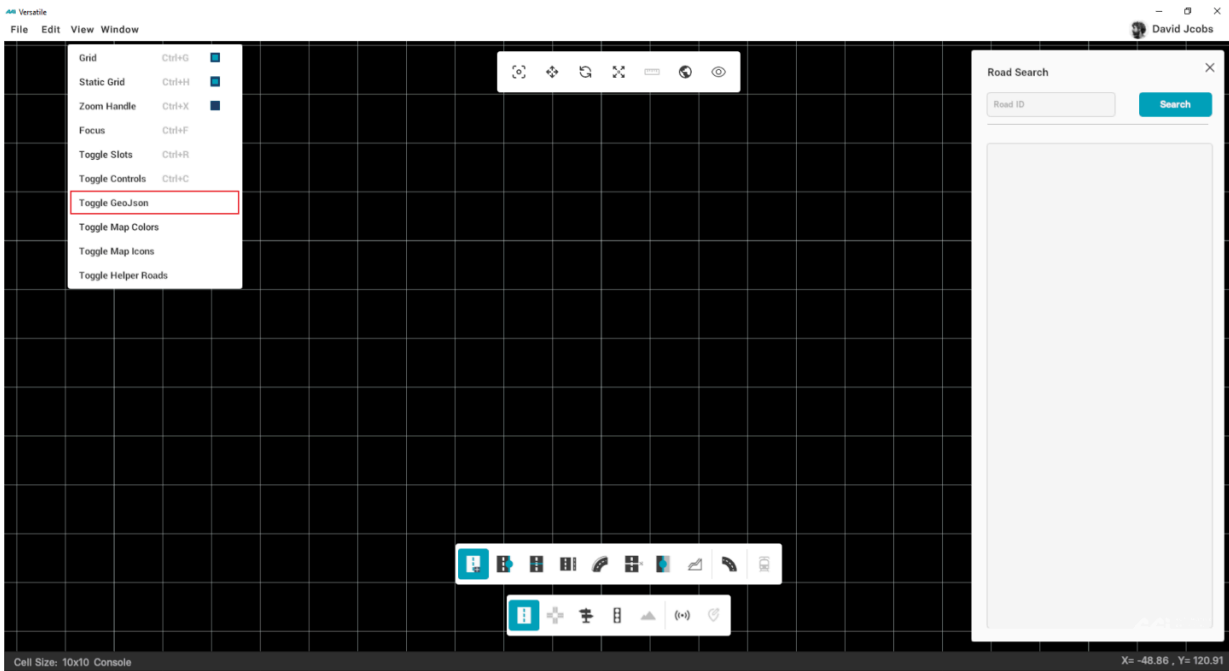 Versatile
File Edit View Window
David Jcobs
Grid Ctrl+G
Static Grid Ctrl+H
Zoom Handle Ctrl+X
Focus Ctrl+F
Toggle Slots Ctrl+R
Toggle Controls Ctrl+C
Toggle GeoJson
Toggle Map Colors
Toggle Map Icons
Toggle Helper Roads
Road Search
Road ID Search
Cell Size: 10x10 Console
X= -48.86 , Y= 120.91